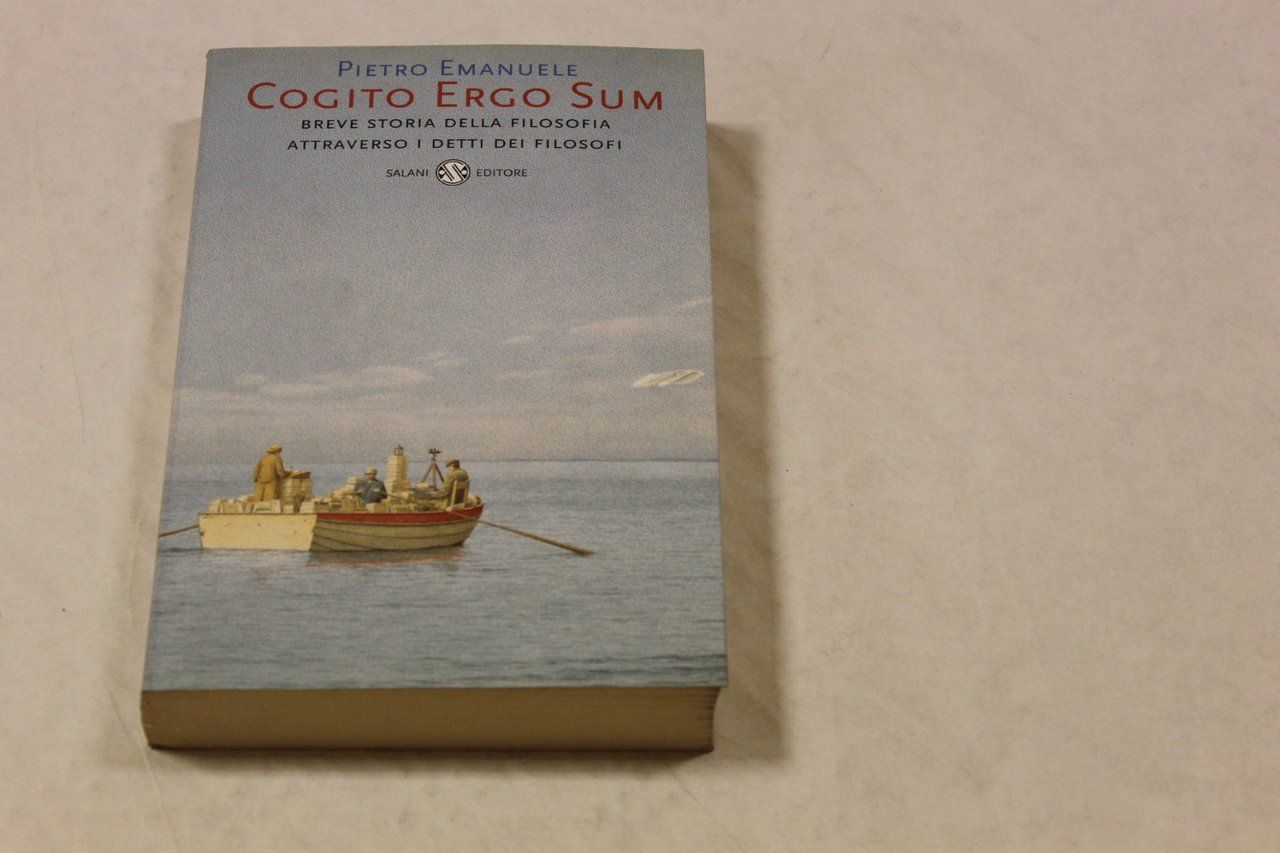 Pietro Emanuele
Cogito Ergo Sum
breve storia della filosofia
attraverso i detti dei filosofi
SALANI EDITORE